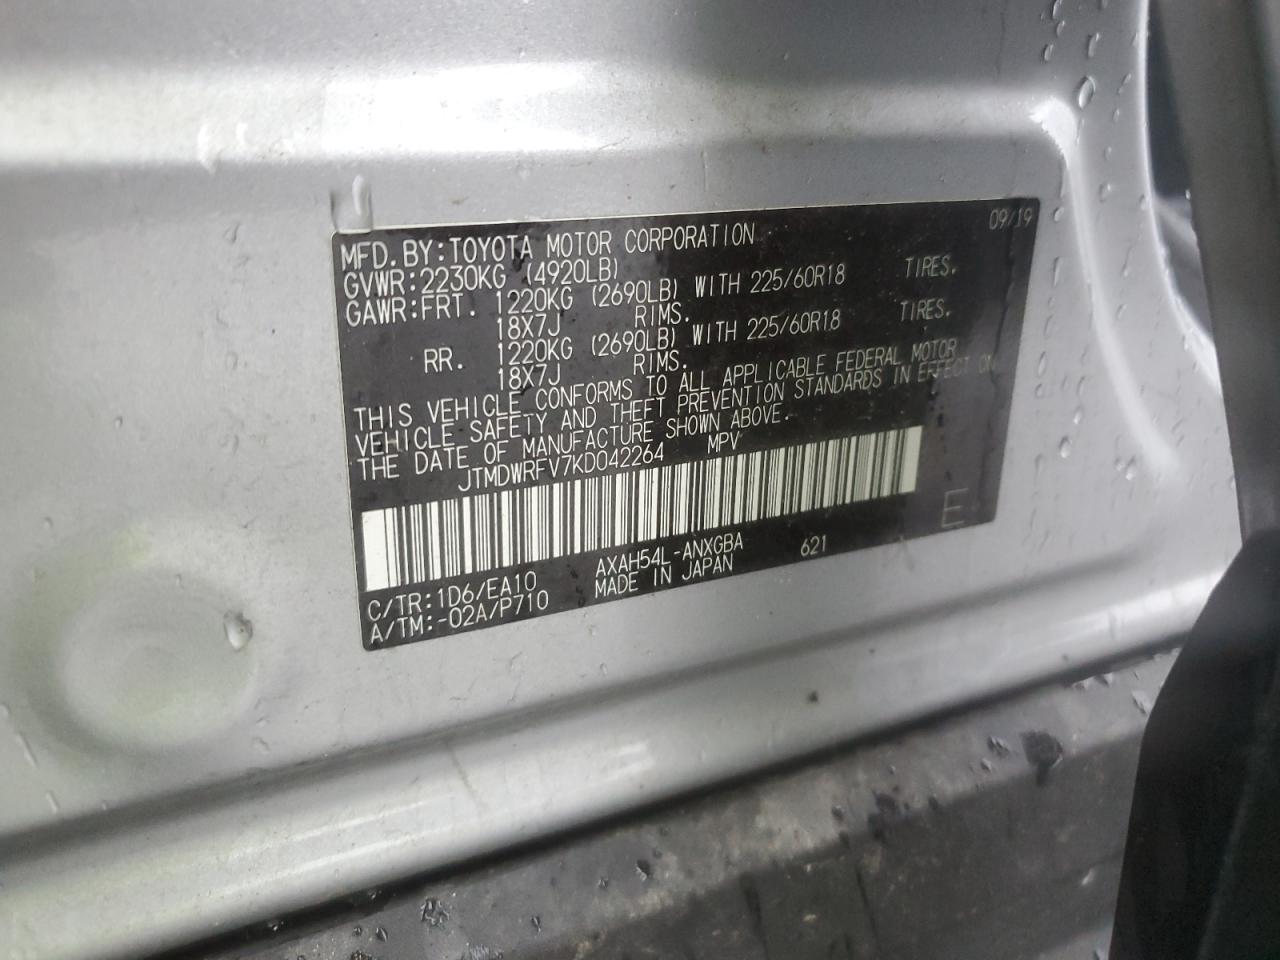 09/19
MFD. BY: TOYOTA MOTOR CORPORATION
GVWR: 2230KG (4920LB)
GAWR: FRT. 1220KG (2690LB) WITH 225/60R18 TIRES.
18X7J RIMS.
RR. 1220KG (2690LB) WITH 225/60R18 TIRES.
18X7J RIMS.
THIS VEHICLE CONFORMS TO ALL APPLICABLE FEDERAL MOTOR
VEHICLE SAFETY AND THEFT PREVENTION STANDARDS IN EFFECT ON
THE DATE OF MANUFACTURE SHOWN ABOVE.
JTMDWRFV7KD042264 MPV
E
C/TR: 1D6/EA10 AXAH54L-ANXGBA 621
A/TM: -02A/P710 MADE IN JAPAN